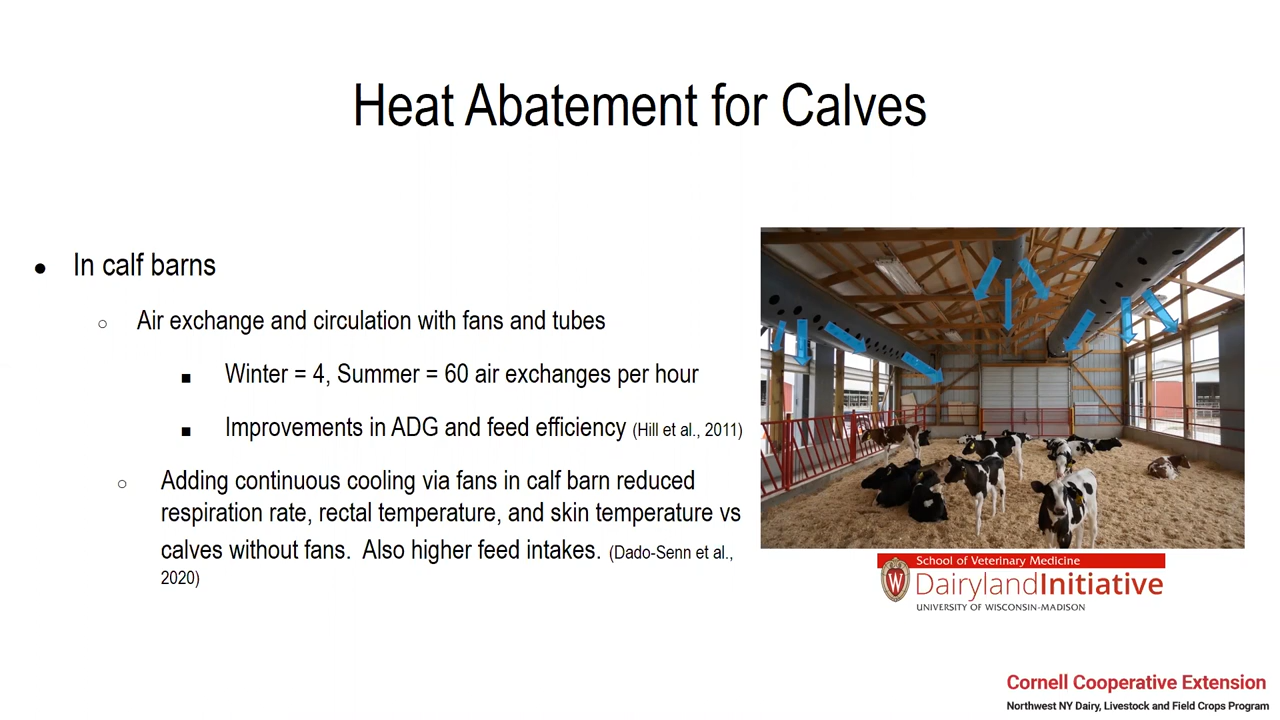 Heat Abatement for Calves
● In calf barns
○ Air exchange and circulation with fans and tubes
■ Winter = 4, Summer = 60 air exchanges per hour
■ Improvements in ADG and feed efficiency (Hill et al., 2011)
○ Adding continuous cooling via fans in calf barn reduced
respiration rate, rectal temperature, and skin temperature vs
calves without fans. Also higher feed intakes. (Dado-Senn et al.,
2020)
School of Veterinary Medicine
W
DairylandInitiative
UNIVERSITY OF WISCONSIN-MADISON
Cornell Cooperative Extension
Northwest NY Dairy, Livestock and Field Crops Program